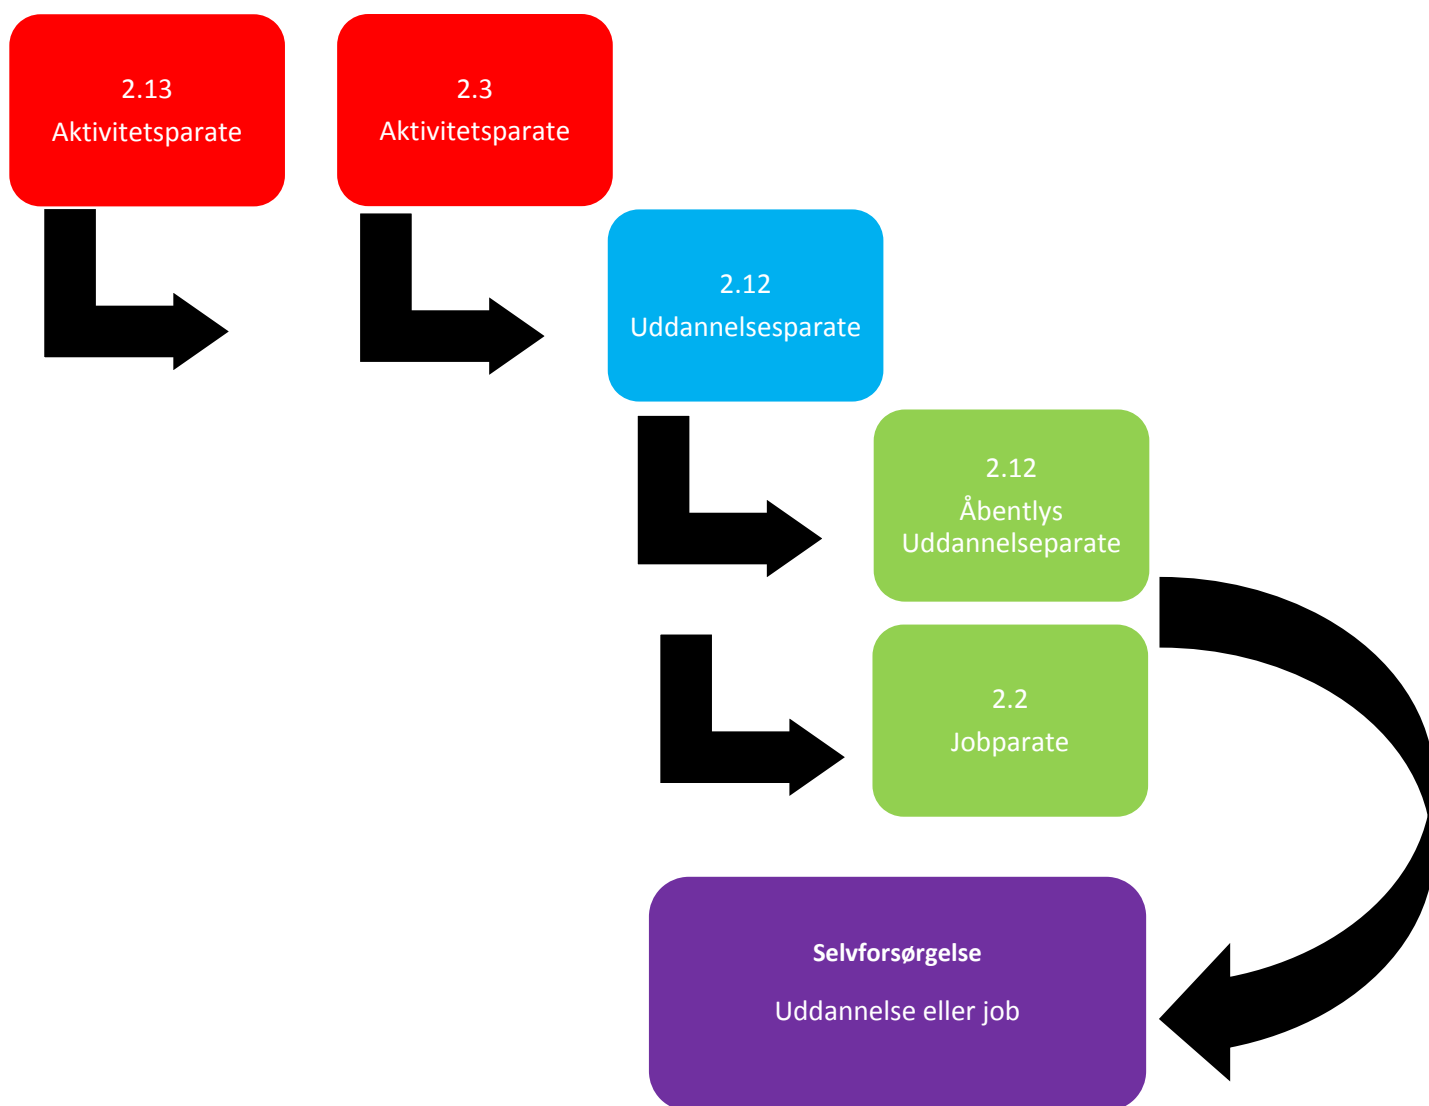 2.13
Aktivitetsparate
2.3
Aktivitetsparate
2.12
Uddannelsesparate
2.12
Åbentlys
Uddannelseparate
2.2
Jobparate
Selvforsørgelse
Uddannelse eller job